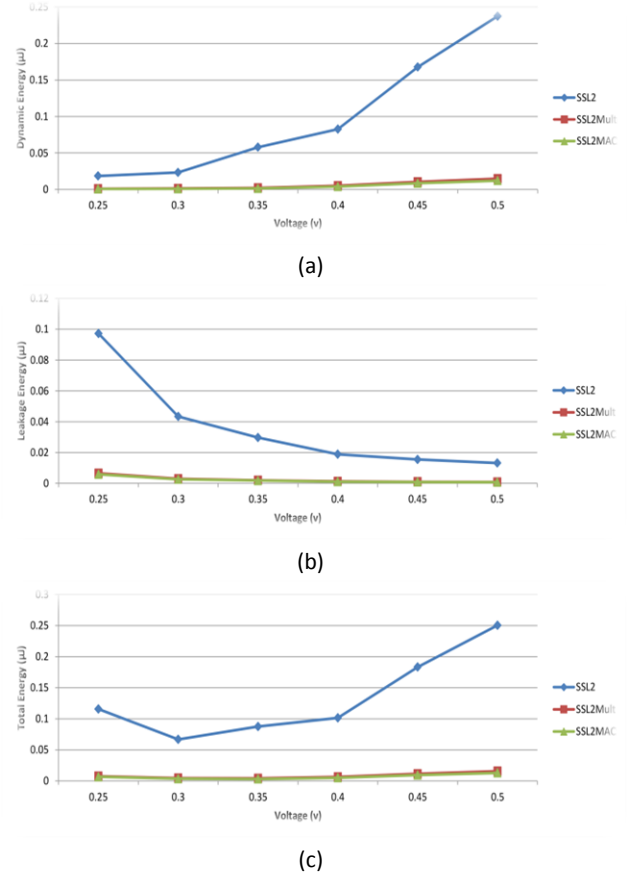 0.25
0.2
0.15
0.1
0.05
0
Dynamic Energy (µJ)
0.25 0.3 0.35 0.4 0.45 0.5
Voltage (v)
SSL2
SSL2Mult
SSL2MAC
(a)
0.12
0.1
0.08
0.06
0.04
0.02
0
Leakage Energy (µJ)
0.25 0.3 0.35 0.4 0.45 0.5
Voltage (v)
SSL2
SSL2Mult
SSL2MAC
(b)
0.3
0.25
0.2
0.15
0.1
0.05
0
Total Energy (µJ)
0.25 0.3 0.35 0.4 0.45 0.5
Voltage (v)
SSL2
SSL2Mult
SSL2MAC
(c)